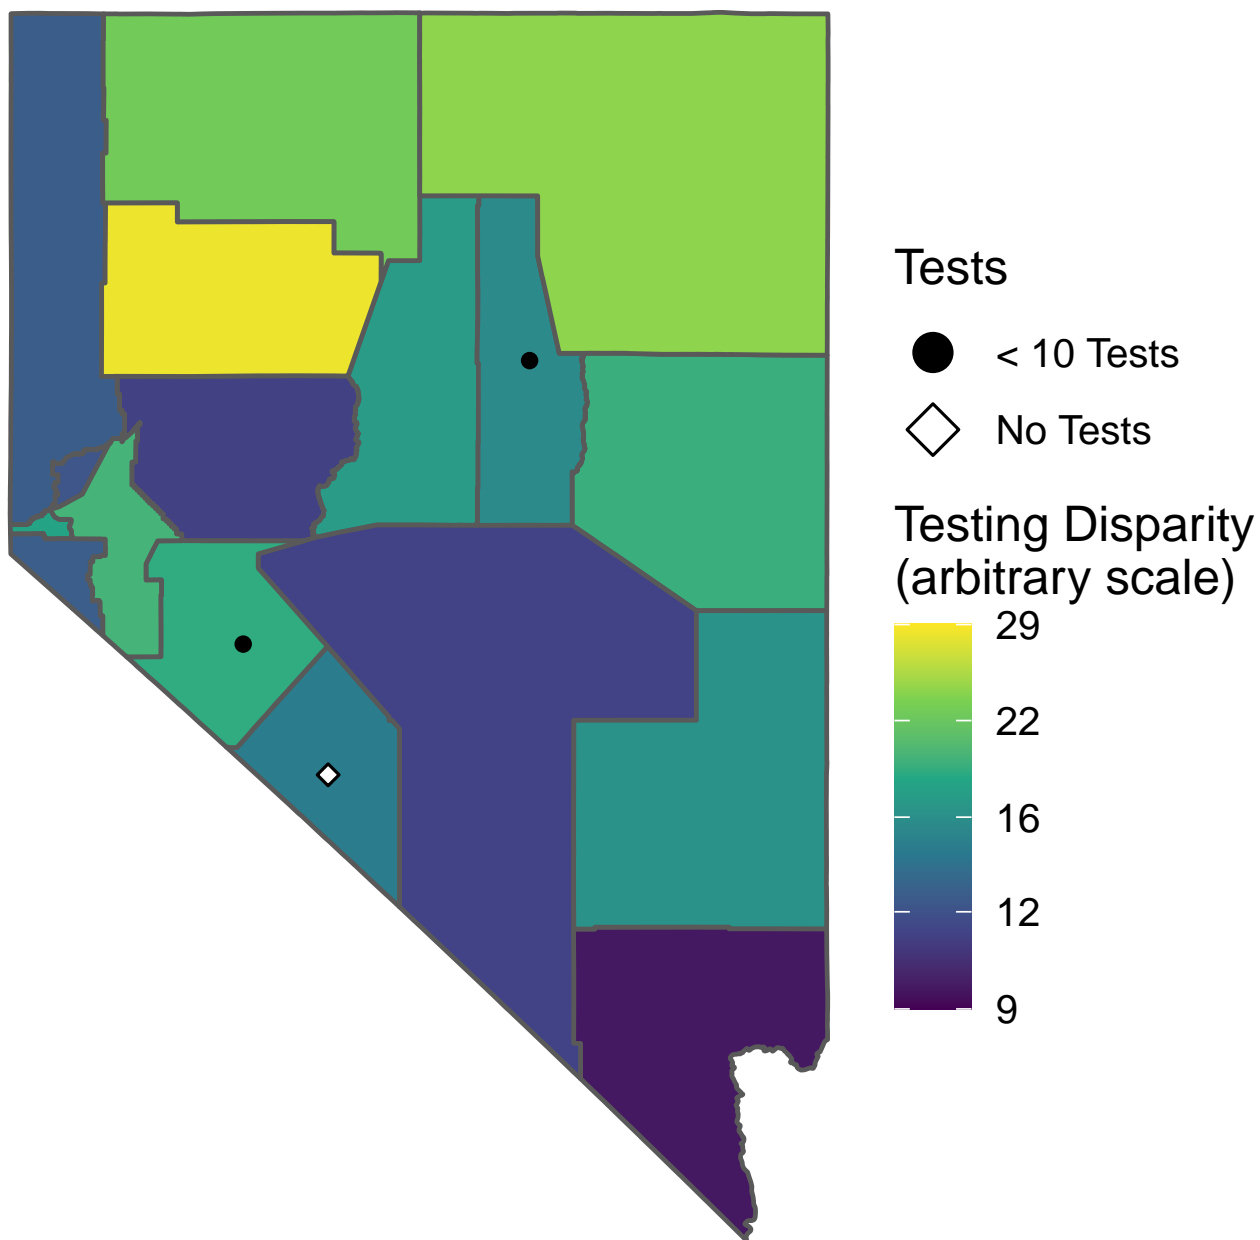 Tests
< 10 Tests
No Tests
Testing Disparity
(arbitrary scale)
29
22
16
12
9